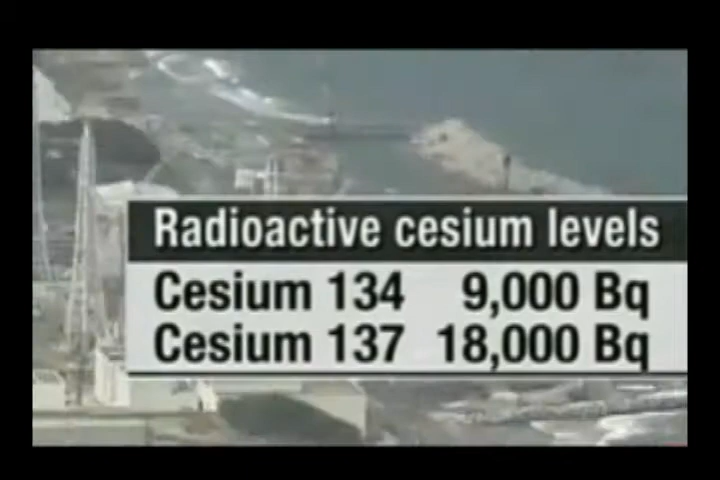 Radioactive cesium levels
Cesium 134 9,000 Bq
Cesium 137 18,000 Bq